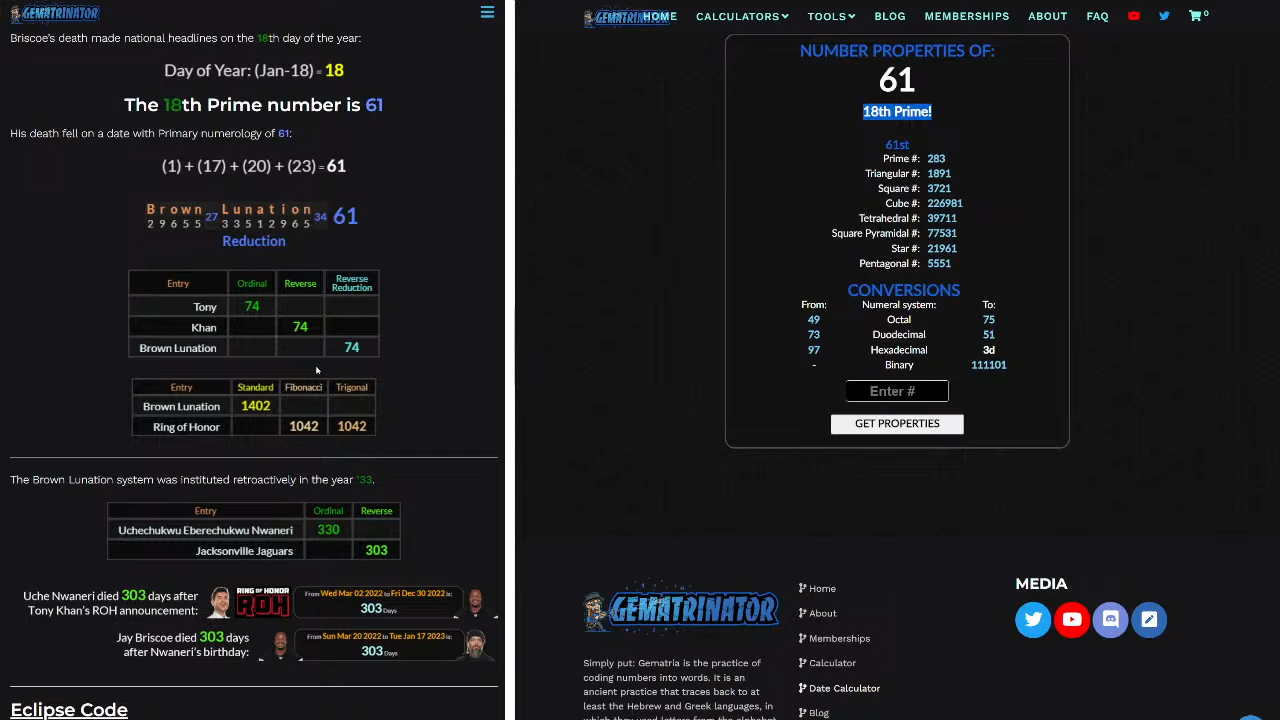 GEMATRINATOR
Briscoe's death made national headlines on the 18th day of the year:
Day of Year: (Jan-18) = 18
The 18th Prime number is 61
His death fell on a date with Primary numerology of 61:
(1) + (17) + (20) + (23) = 61
Brown 27 Lunation 34 61
2 9 6 5 5 3 3 5 1 2 9 6 5
Reduction
Entry Ordinal Reverse Reverse Reduction
Tony 74
Khan 74
Brown Lunation 74
Entry Standard Fibonacci Trigonal
Brown Lunation 1402
Ring of Honor 1042 1042
The Brown Lunation system was instituted retroactively in the year '33.
Entry Ordinal Reverse
Uchechukwu Eberechukwu Nwaneri 330
Jacksonville Jaguars 303
Uche Nwaneri died 303 days after
Tony Khan's ROH announcement:
RING OF HONOR
ROH
From Wed Mar 02 2022 to Fri Dec 30 2022 is:
303 Days
Jay Briscoe died 303 days
after Nwaneri's birthday:
From Sun Mar 20 2022 to Tue Jan 17 2023 is:
303 Days
Eclipse Code
GEMATRINATOR
HOME CALCULATORS TOOLS BLOG MEMBERSHIPS ABOUT FAQ 0
NUMBER PROPERTIES OF:
61
18th Prime!
61st
Prime #: 283
Triangular #: 1891
Square #: 3721
Cube #: 226981
Tetrahedral #: 39711
Square Pyramidal #: 77531
Star #: 21961
Pentagonal #: 5551
CONVERSIONS
From: Numeral system: To:
49 Octal 75
73 Duodecimal 51
97 Hexadecimal 3d
- Binary 111101
Enter #
GET PROPERTIES
GEMATRINATOR
Simply put: Gematria is the practice of
coding numbers into words. It is an
ancient practice that traces back to at
least the Hebrew and Greek languages, in
which they used letters from the alphabet
Home
About
Memberships
Calculator
Date Calculator
Blog
MEDIA